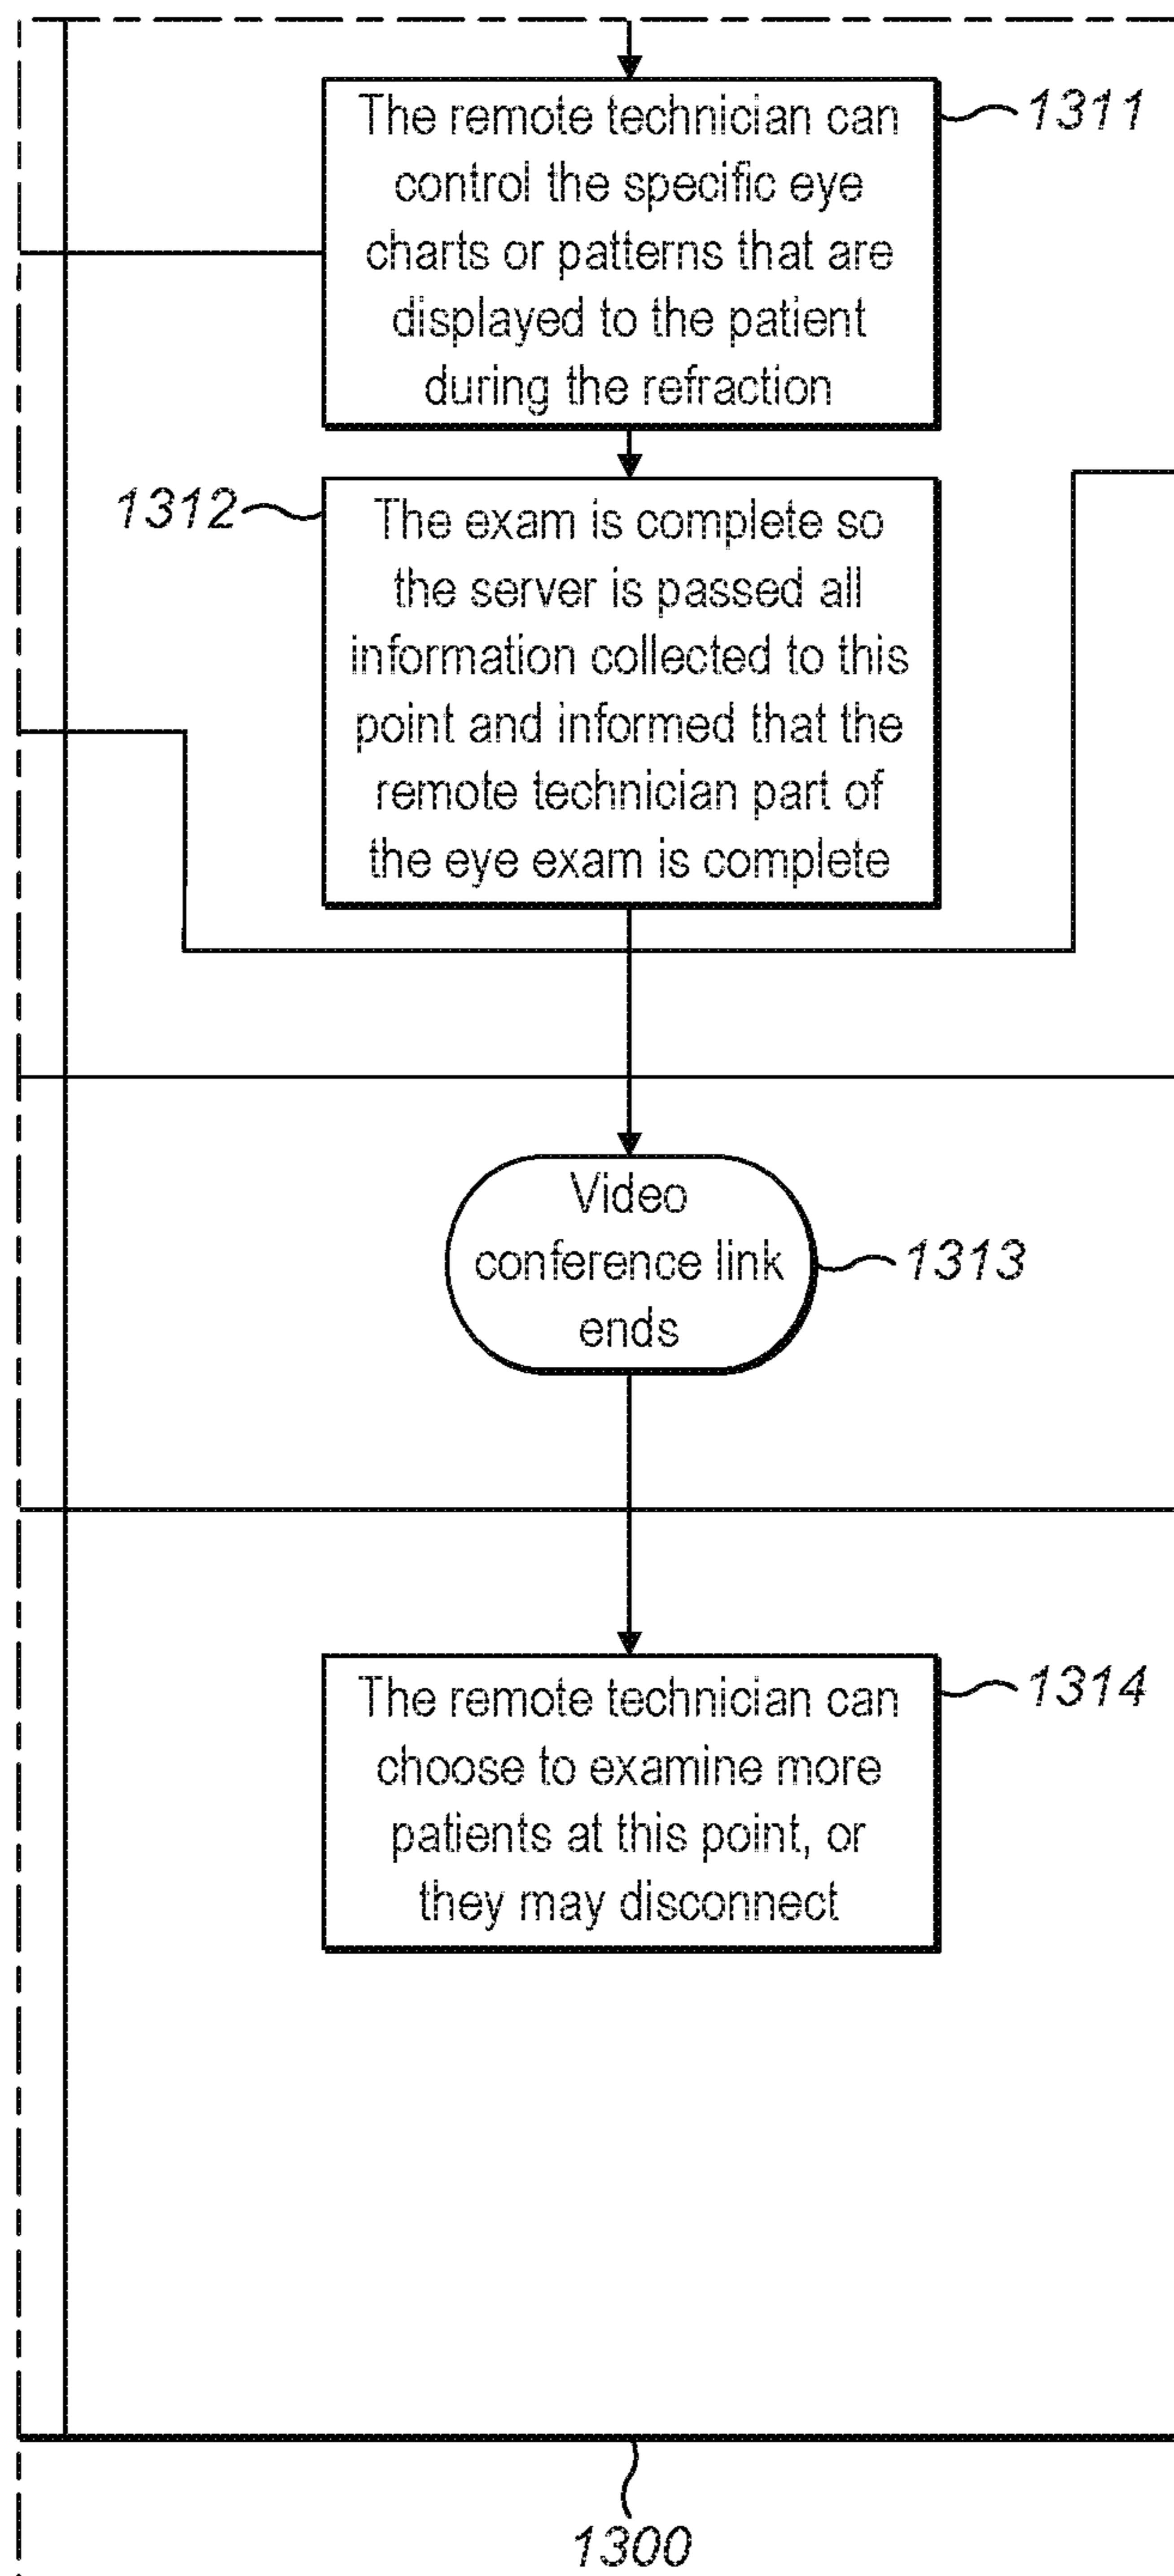 The remote technician can
control the specific eye
charts or patterns that are
displayed to the patient
during the refraction
1311
1312
The exam is complete so
the server is passed all
information collected to this
point and informed that the
remote technician part of
the eye exam is complete
Video
conference link
ends
1313
The remote technician can
choose to examine more
patients at this point, or
they may disconnect
1314
1300